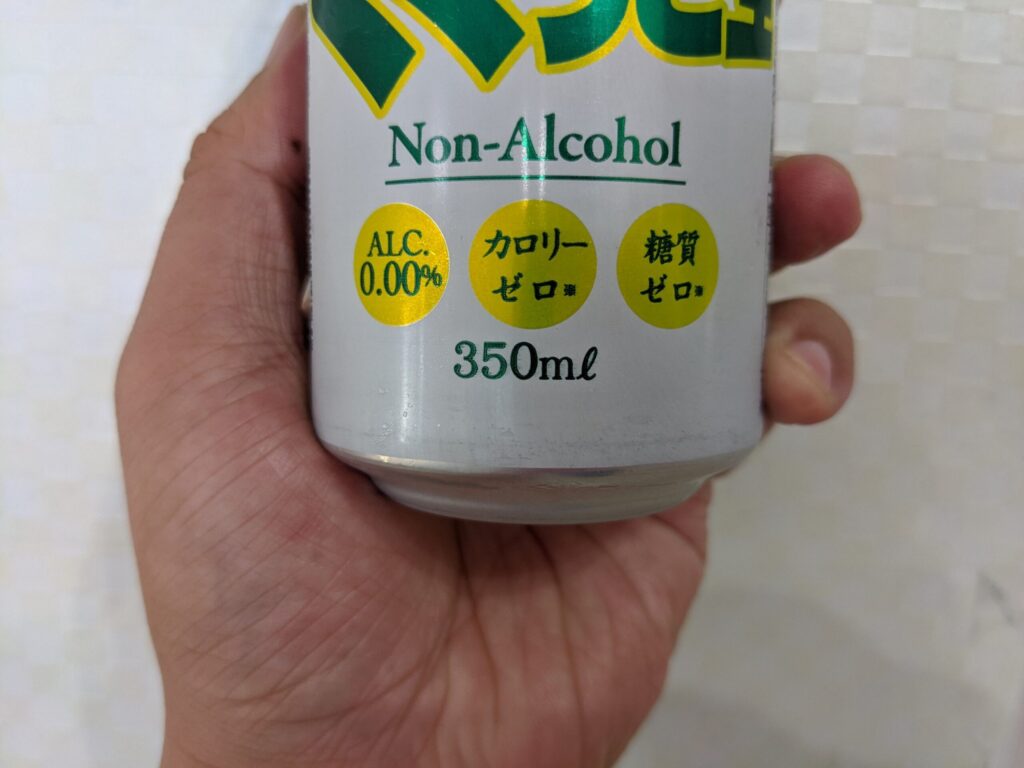 Non-Alcohol
ALC.
0.00%
カロリー
ゼロ※
糖質
ゼロ※
350mℓ